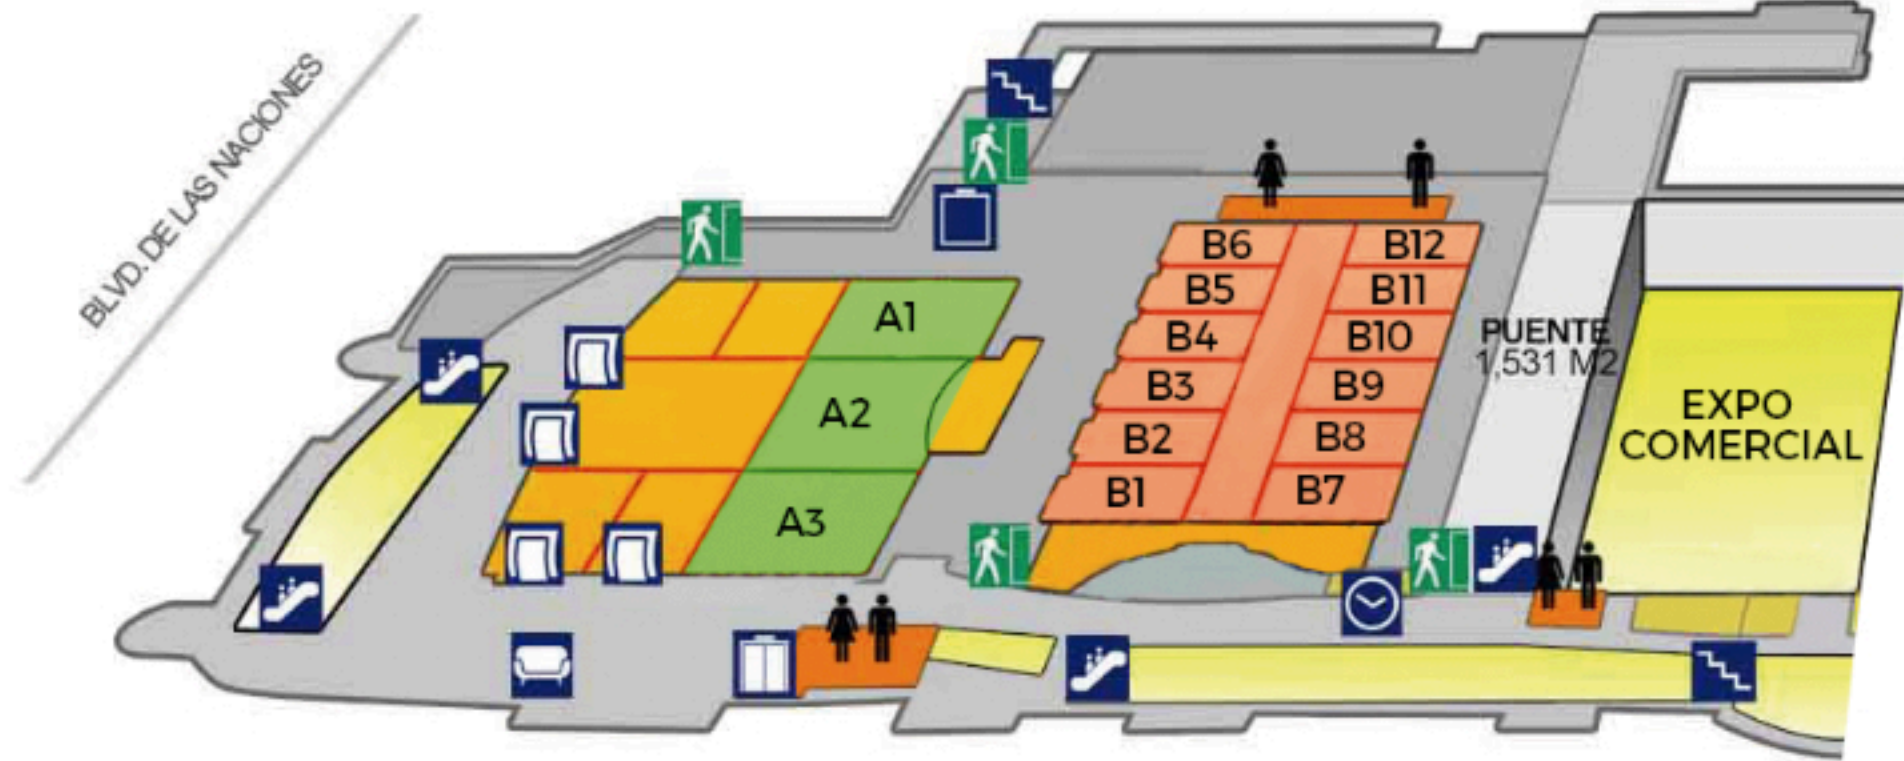 BLVD. DE LAS NACIONES
A1
A2
A3
B6
B5
B4
B3
B2
B1
B12
B11
B10
B9
B8
B7
PUENTE
1,531 M2
EXPO
COMERCIAL